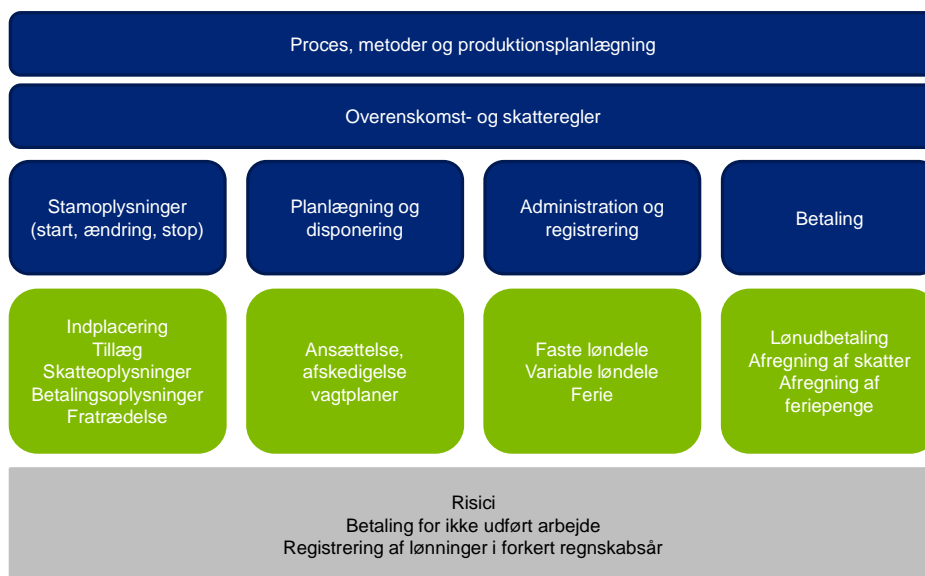 Proces, metoder og produktionsplanlægning
Overenskomst- og skatteregler
Stamoplysninger
(start, ændring, stop)
Planlægning og
disponering
Administration og
registrering
Betaling
Indplacering
Tillæg
Skatteoplysninger
Betalingsoplysninger
Fratrædelse
Ansættelse,
afskedigelse
vagtplaner
Faste løndele
Variable løndele
Ferie
Lønudbetaling
Afregning af skatter
Afregning af
feriepenge
Risici
Betaling for ikke udført arbejde
Registrering af lønninger i forkert regnskabsår